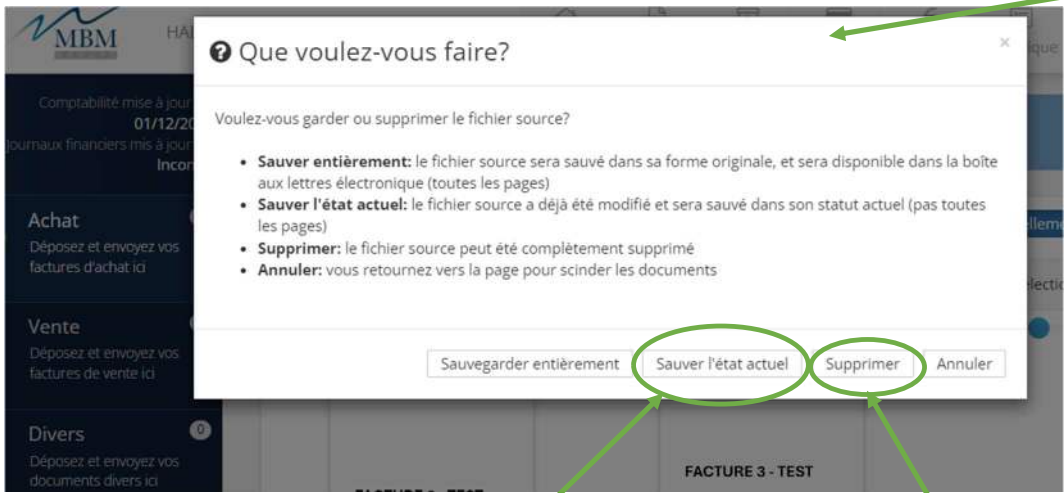 MBM
HA
Que voulez-vous faire?
×
ique
Comptabilité mise à jour
01/12/20
Journaux financiers mis à jour
Incon
Voulez-vous garder ou supprimer le fichier source?
Sauver entièrement: le fichier source sera sauvé dans sa forme originale, et sera disponible dans la boîte
aux lettres électronique (toutes les pages)
Sauver l'état actuel: le fichier source a déjà été modifié et sera sauvé dans son statut actuel (pas toutes
les pages)
Supprimer: le fichier source peut été complètement supprimé
Annuler: vous retournez vers la page pour scinder les documents
Achat
Déposez et envoyez vos
factures d'achat ici
lleme
électio
Vente
Déposez et envoyez vos
factures de vente ici
Sauvegarder entièrement Sauver l'état actuel Supprimer Annuler
Divers 0
Déposez et envoyez vos
documents divers ici
FACTURE 3 - TEST